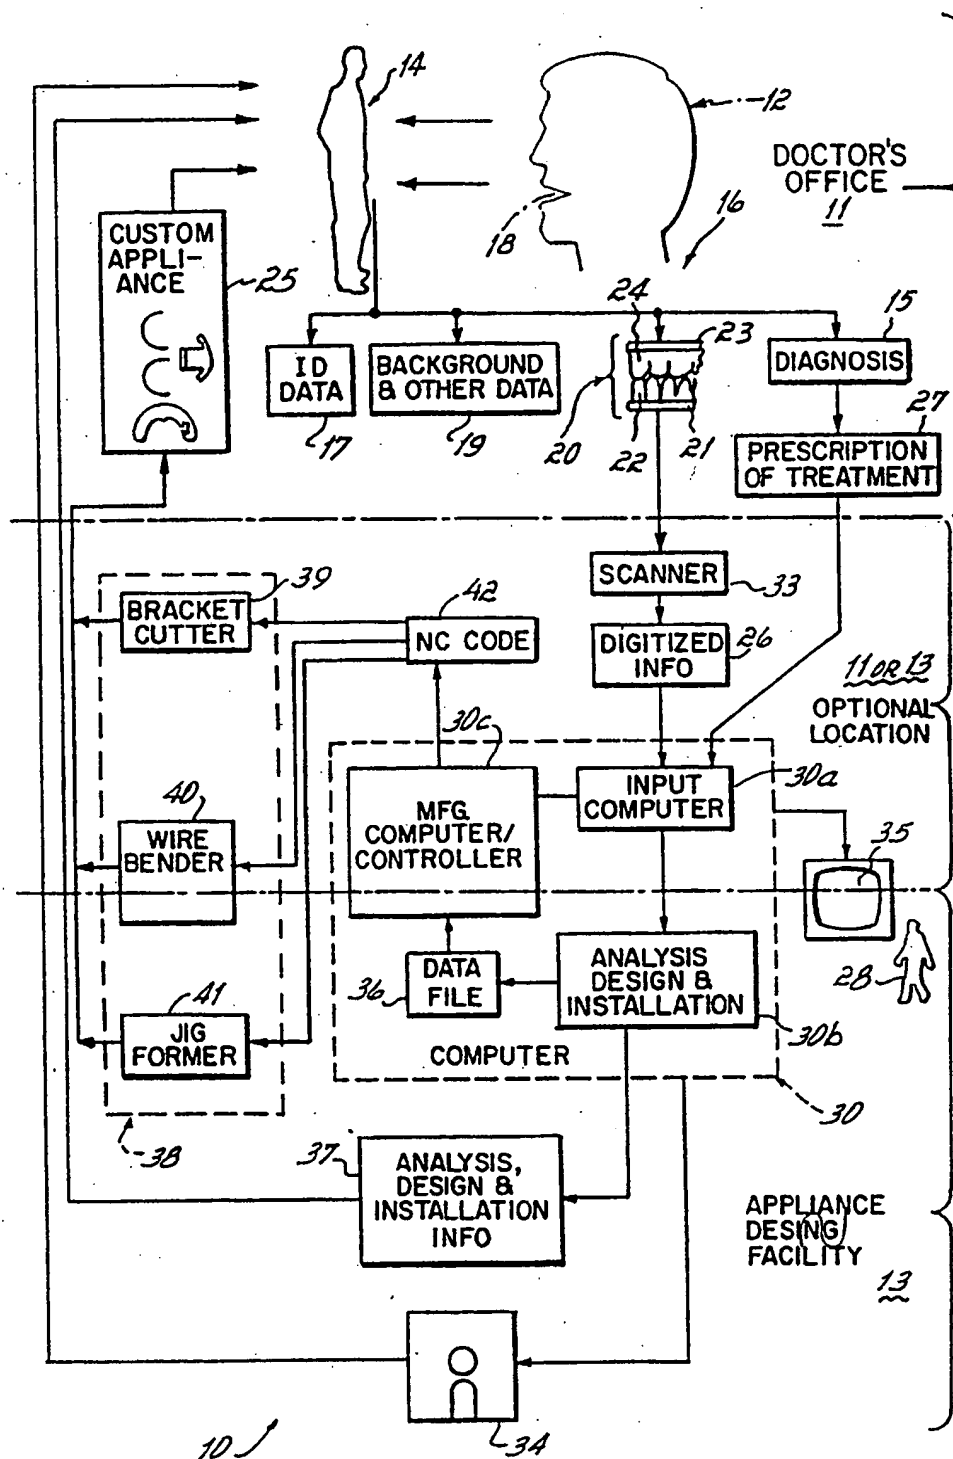 14
12
DOCTOR'S
OFFICE
11
18
16
CUSTOM
APPLI-
ANCE
25
24
23
15
ID
DATA
17
BACKGROUND
& OTHER DATA
19
20
22
21
DIAGNOSIS
27
PRESCRIPTION
OF TREATMENT
SCANNER
33
39
BRACKET
CUTTER
42
NC CODE
DIGITIZED
INFO
26
11 OR 13
OPTIONAL
LOCATION
30c
MFG.
COMPUTER/
CONTROLLER
INPUT
COMPUTER
30a
40
WIRE
BENDER
35
28
DATA
FILE
36
ANALYSIS
DESIGN &
INSTALLATION
30b
41
JIG
FORMER
COMPUTER
30
38
37
ANALYSIS,
DESIGN &
INSTALLATION
INFO
APPLIANCE
DESING
FACILITY
13
34
10